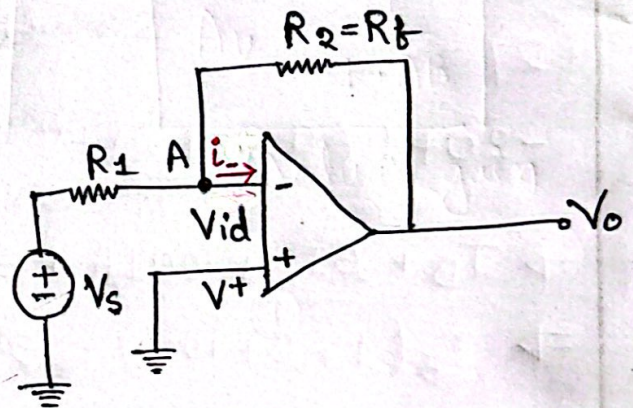 R2=Rf
R1 A i-
-
Vid
Vo
+
V+
+
-
Vs